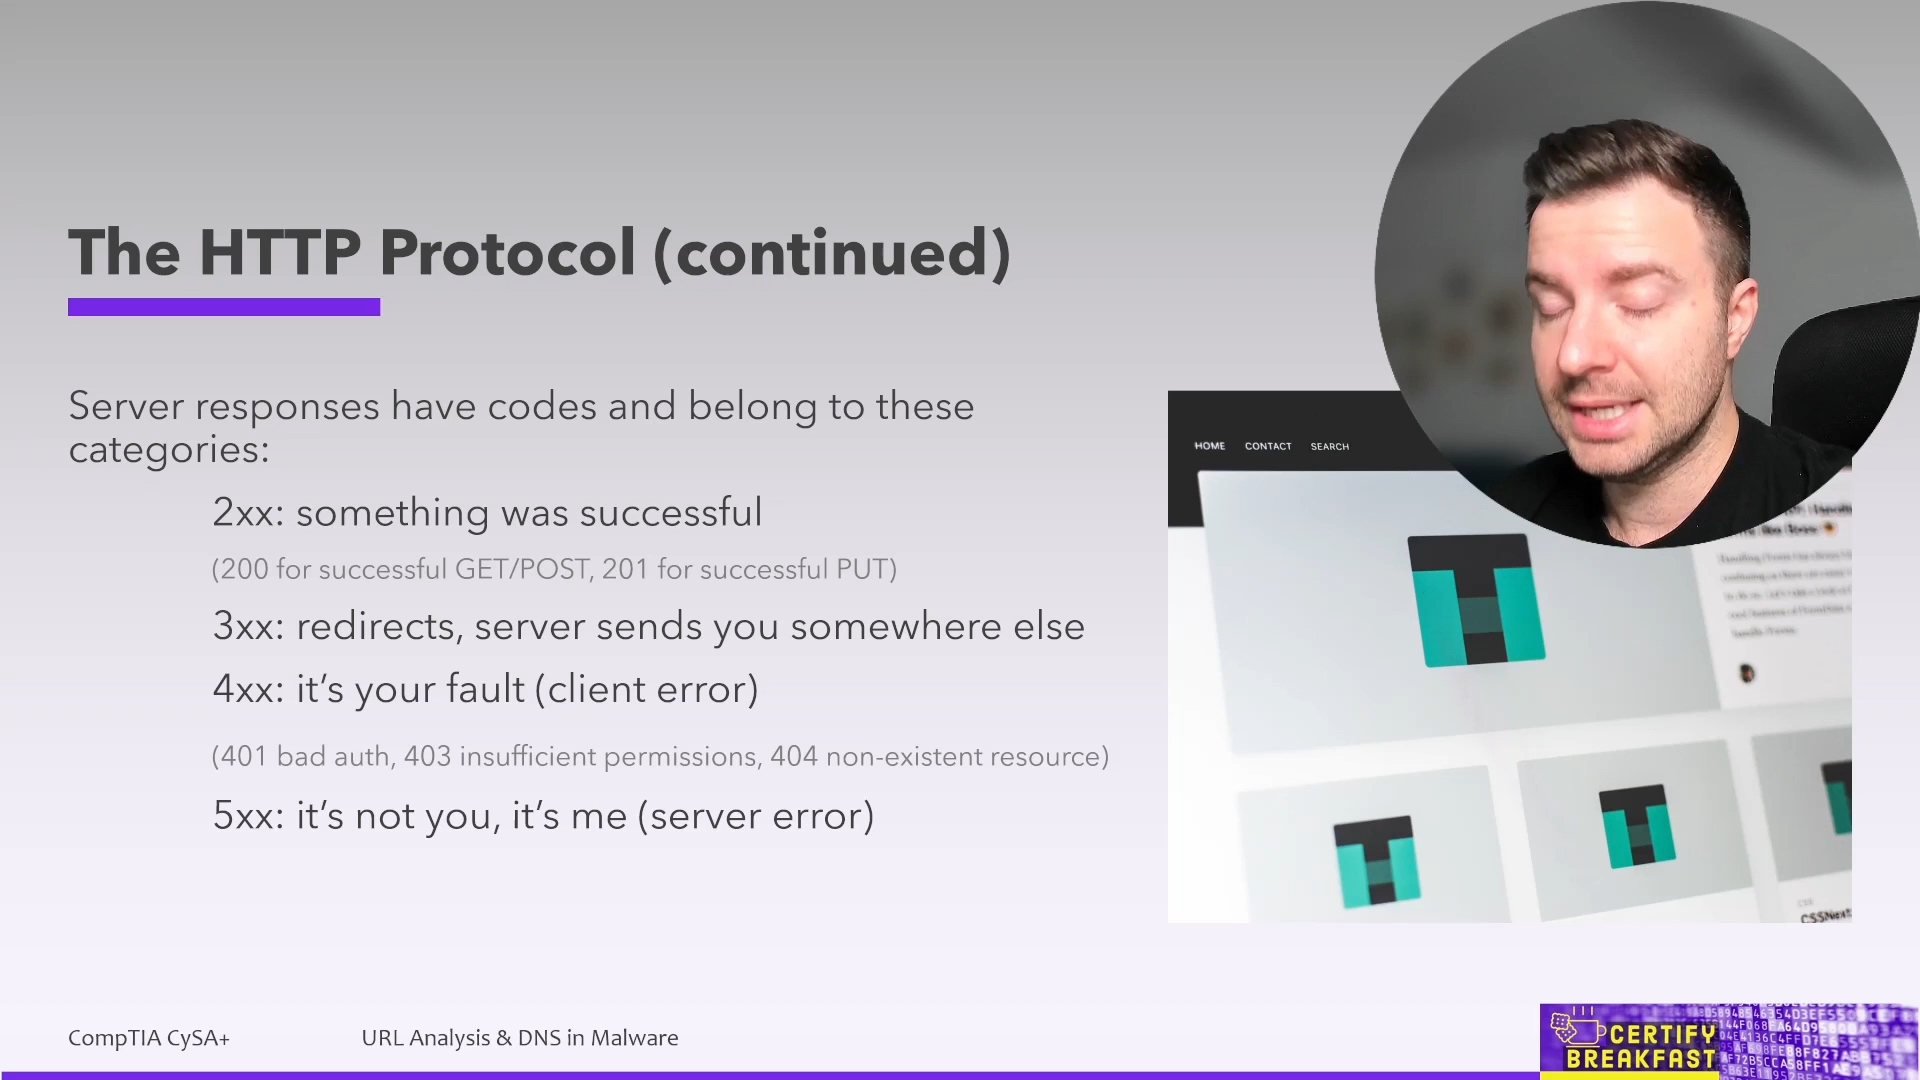 The HTTP Protocol (continued)
Server responses have codes and belong to these
categories:
2xx: something was successful
(200 for successful GET/POST, 201 for successful PUT)
3xx: redirects, server sends you somewhere else
4xx: it’s your fault (client error)
(401 bad auth, 403 insufficient permissions, 404 non-existent resource)
5xx: it’s not you, it’s me (server error)
HOME CONTACT SEARCH
CSS
CSSNext
CompTIA CySA+
URL Analysis & DNS in Malware
CERTIFY
BREAKFAST